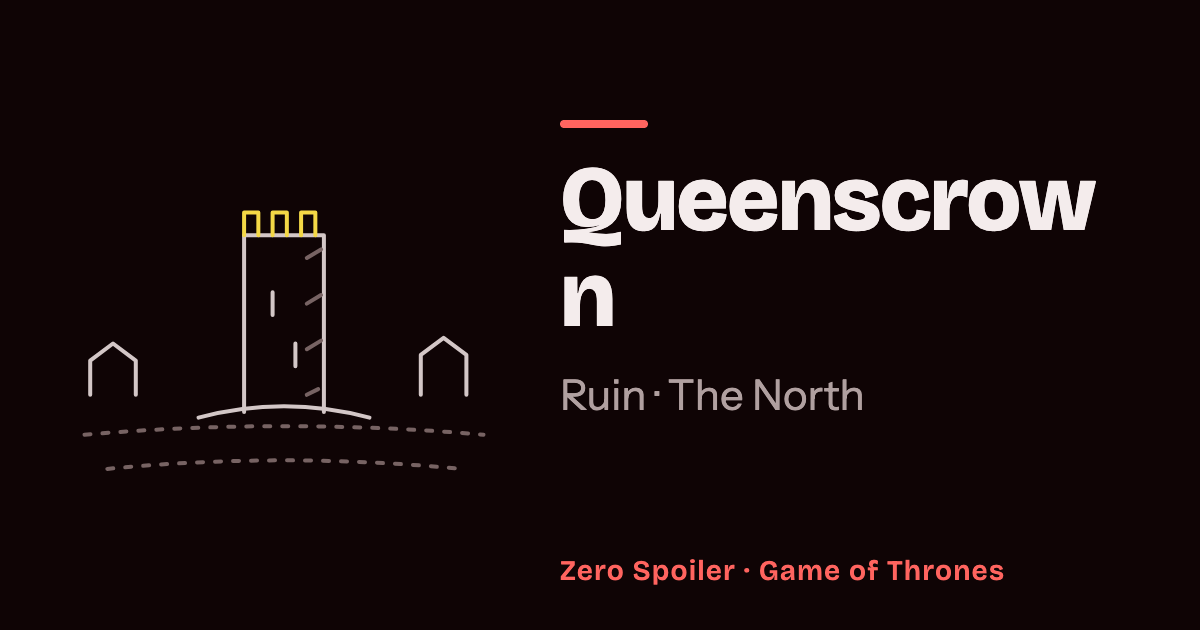 Queenscrow
n
Ruin · The North
Zero Spoiler · Game of Thrones